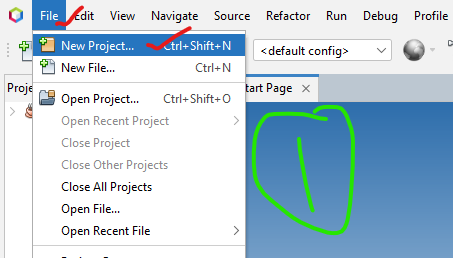 File Edit View Navigate Source Refactor Run Debug Profile
<default config>
New Project... Ctrl+Shift+N
New File... Ctrl+N
Open Project... Ctrl+Shift+O
Open Recent Project
Close Project
Close Other Projects
Close All Projects
Open File...
Open Recent File
Proje
tart Page
1